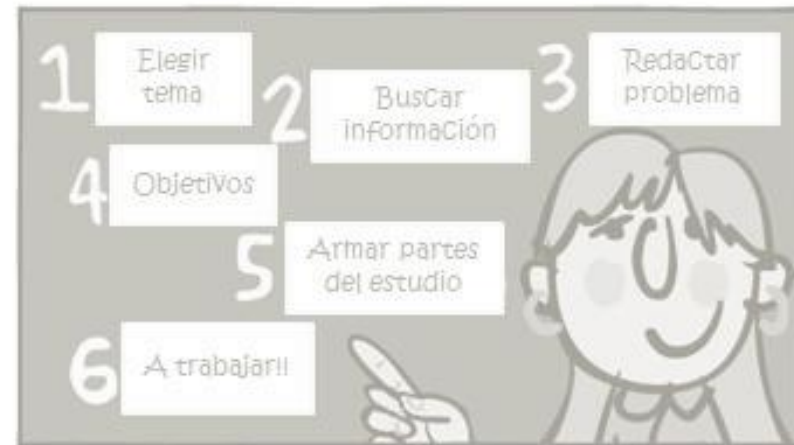 1 Elegir
tema
2 Buscar
información
3 Redactar
problema
4 Objetivos
5 Armar partes
del estudio
6 A trabajar!!